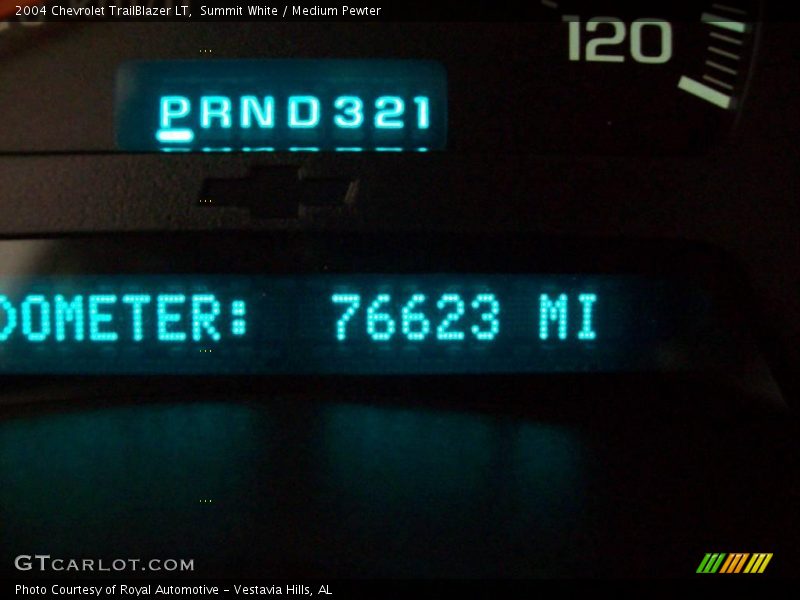 2004 Chevrolet TrailBlazer LT, Summit White / Medium Pewter
120
PRND321
DOMETER: 76623 MI
GTCARLOT.COM
Photo Courtesy of Royal Automotive - Vestavia Hills, AL